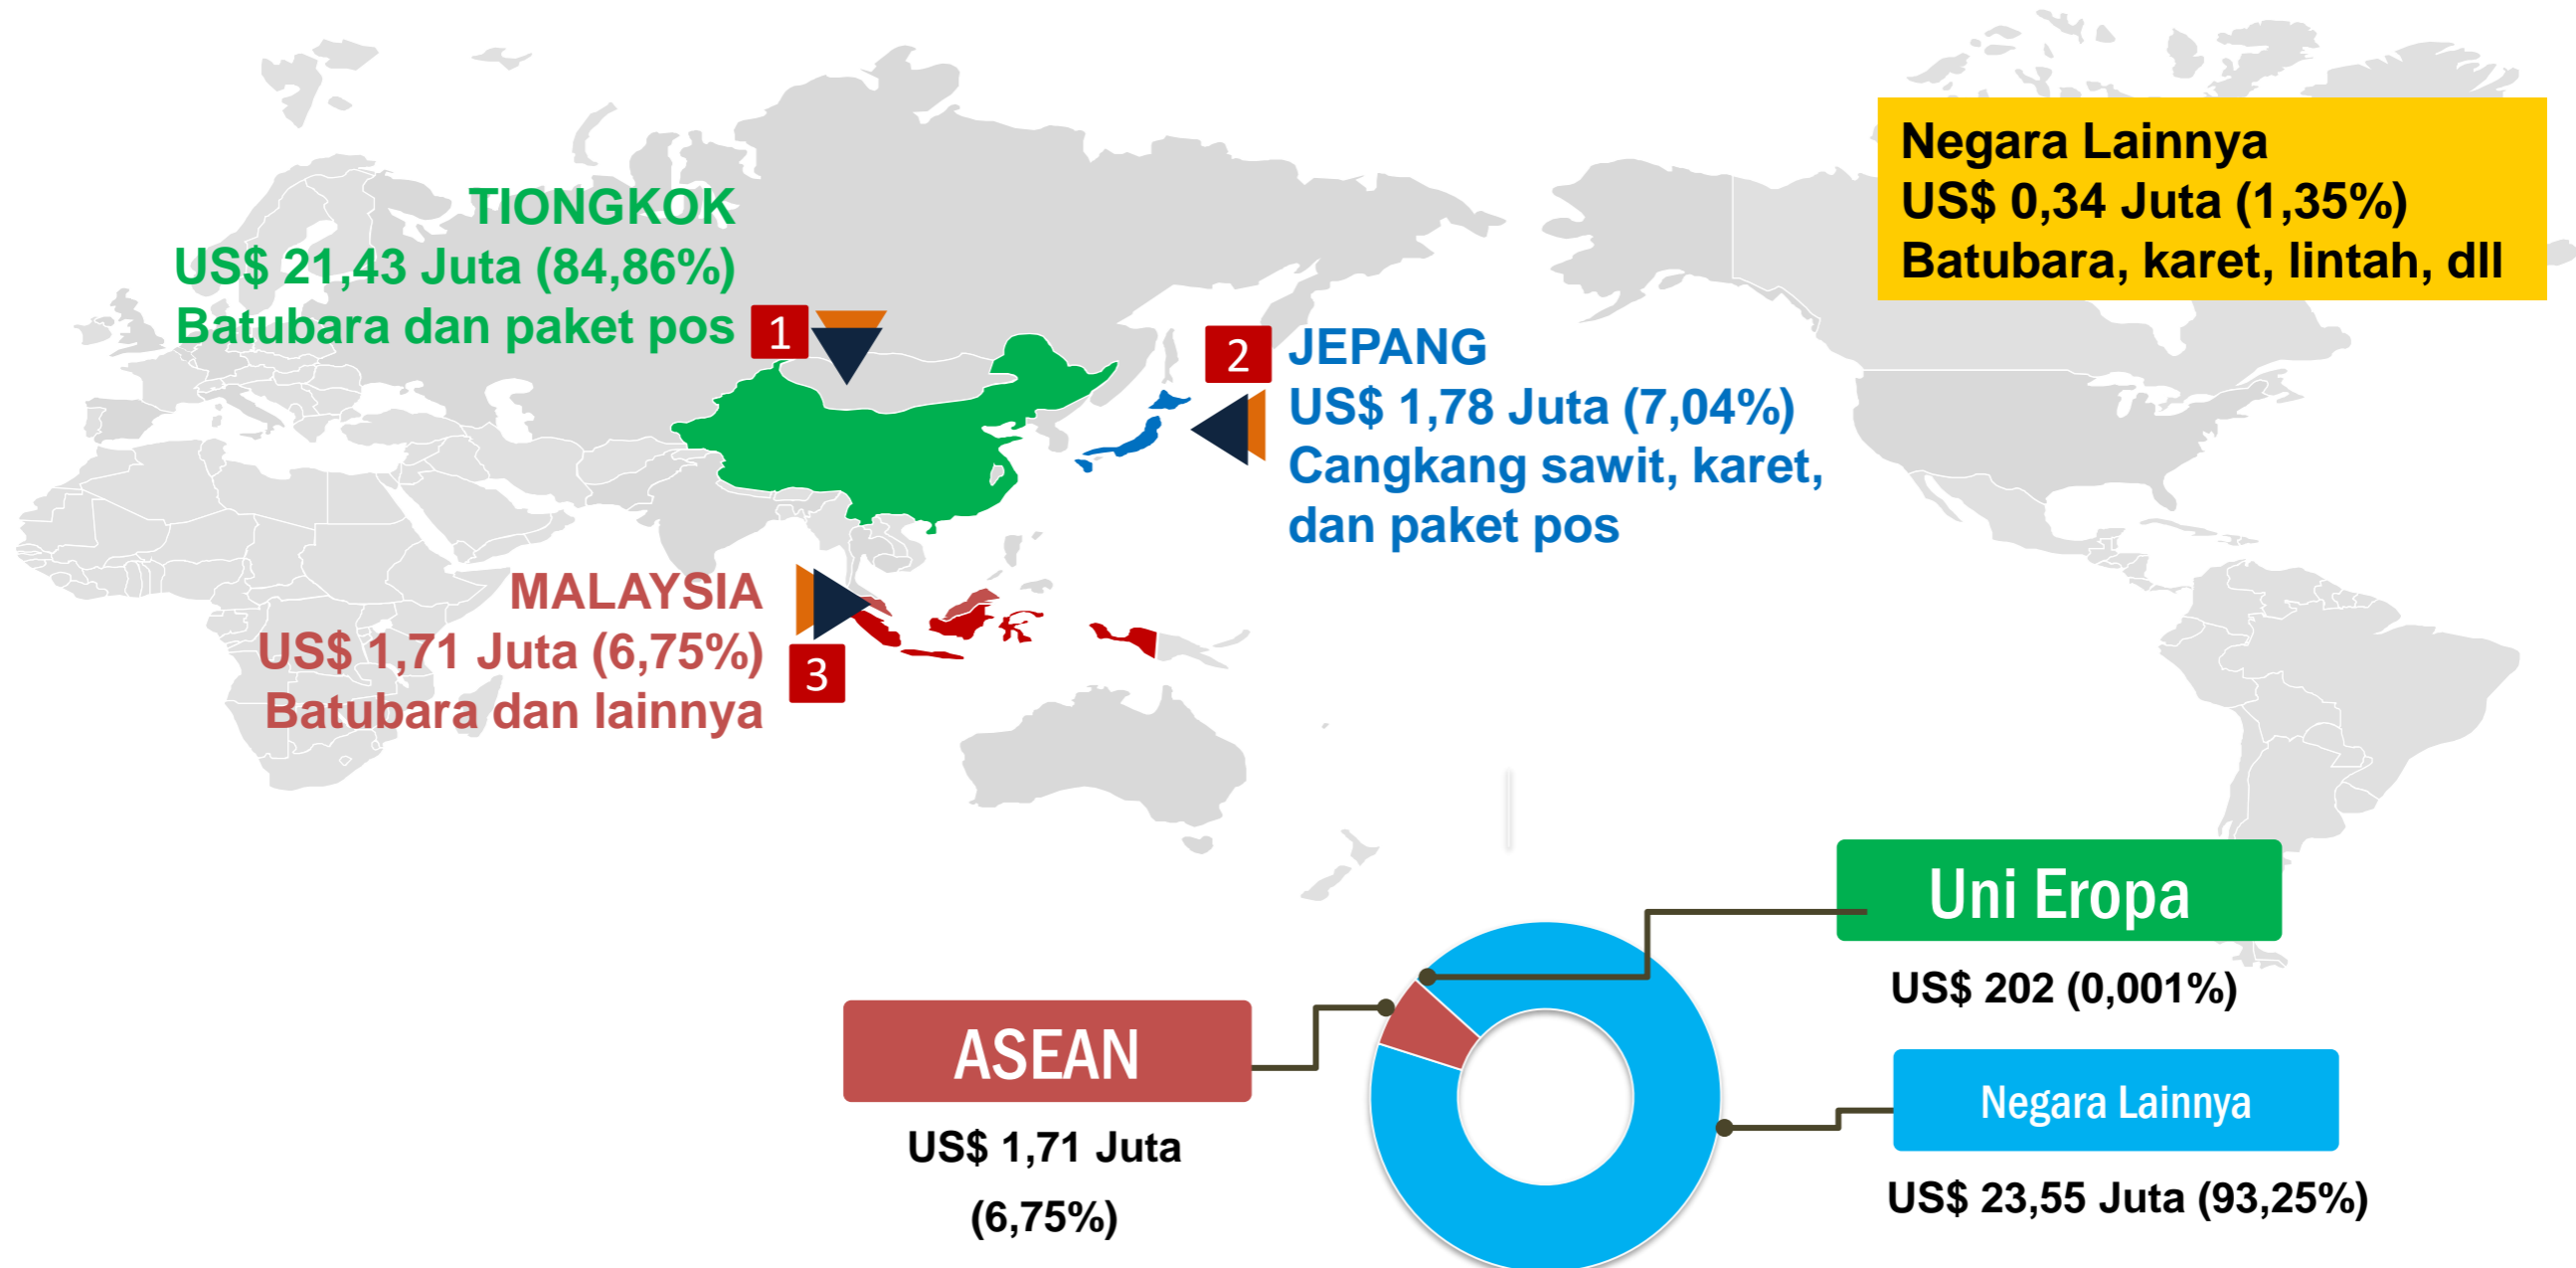 TIONGKOK
US$ 21,43 Juta (84,86%)
Batubara dan paket pos
1
2
JEPANG
US$ 1,78 Juta (7,04%)
Cangkang sawit, karet,
dan paket pos
Negara Lainnya
US$ 0,34 Juta (1,35%)
Batubara, karet, lintah, dll
MALAYSIA
US$ 1,71 Juta (6,75%)
Batubara dan lainnya
3
Uni Eropa
US$ 202 (0,001%)
ASEAN
US$ 1,71 Juta
(6,75%)
Negara Lainnya
US$ 23,55 Juta (93,25%)